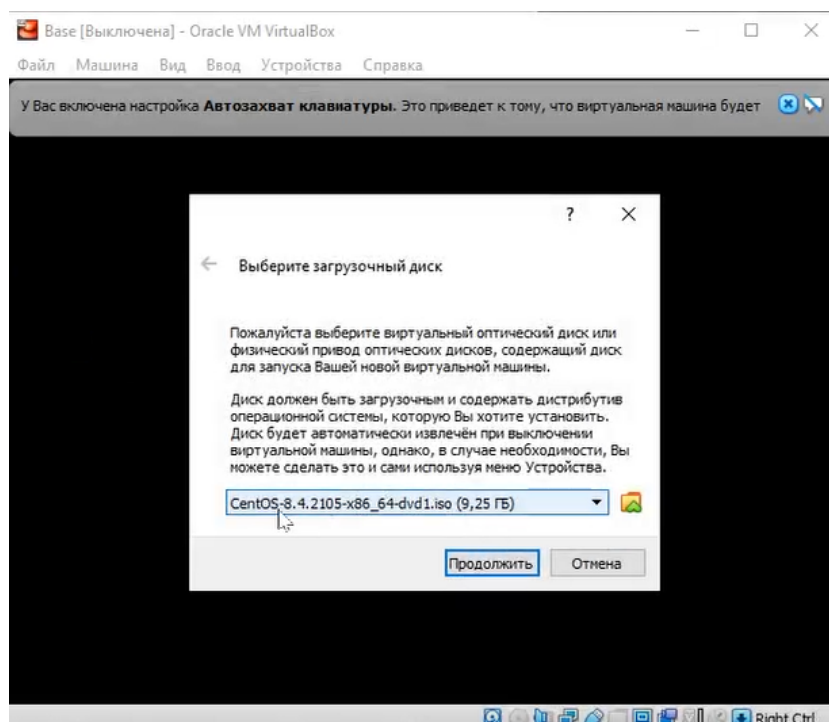 Base [Выключена] - Oracle VM VirtualBox
Файл Машина Вид Ввод Устройства Справка
У Вас включена настройка Автозахват клавиатуры. Это приведет к тому, что виртуальная машина будет
?
Выберите загрузочный диск
Пожалуйста выберите виртуальный оптический диск или
физический привод оптических дисков, содержащий диск
для запуска Вашей новой виртуальной машины.
Диск должен быть загрузочным и содержать дистрибутив
операционной системы, которую Вы хотите установить.
Диск будет автоматически извлечён при выключении
виртуальной машины, однако, в случае необходимости, Вы
можете сделать это и сами используя меню Устройства.
CentOS-8.4.2105-x86_64-dvd1.iso (9,25 ГБ)
Продолжить Отмена
Right Ctrl